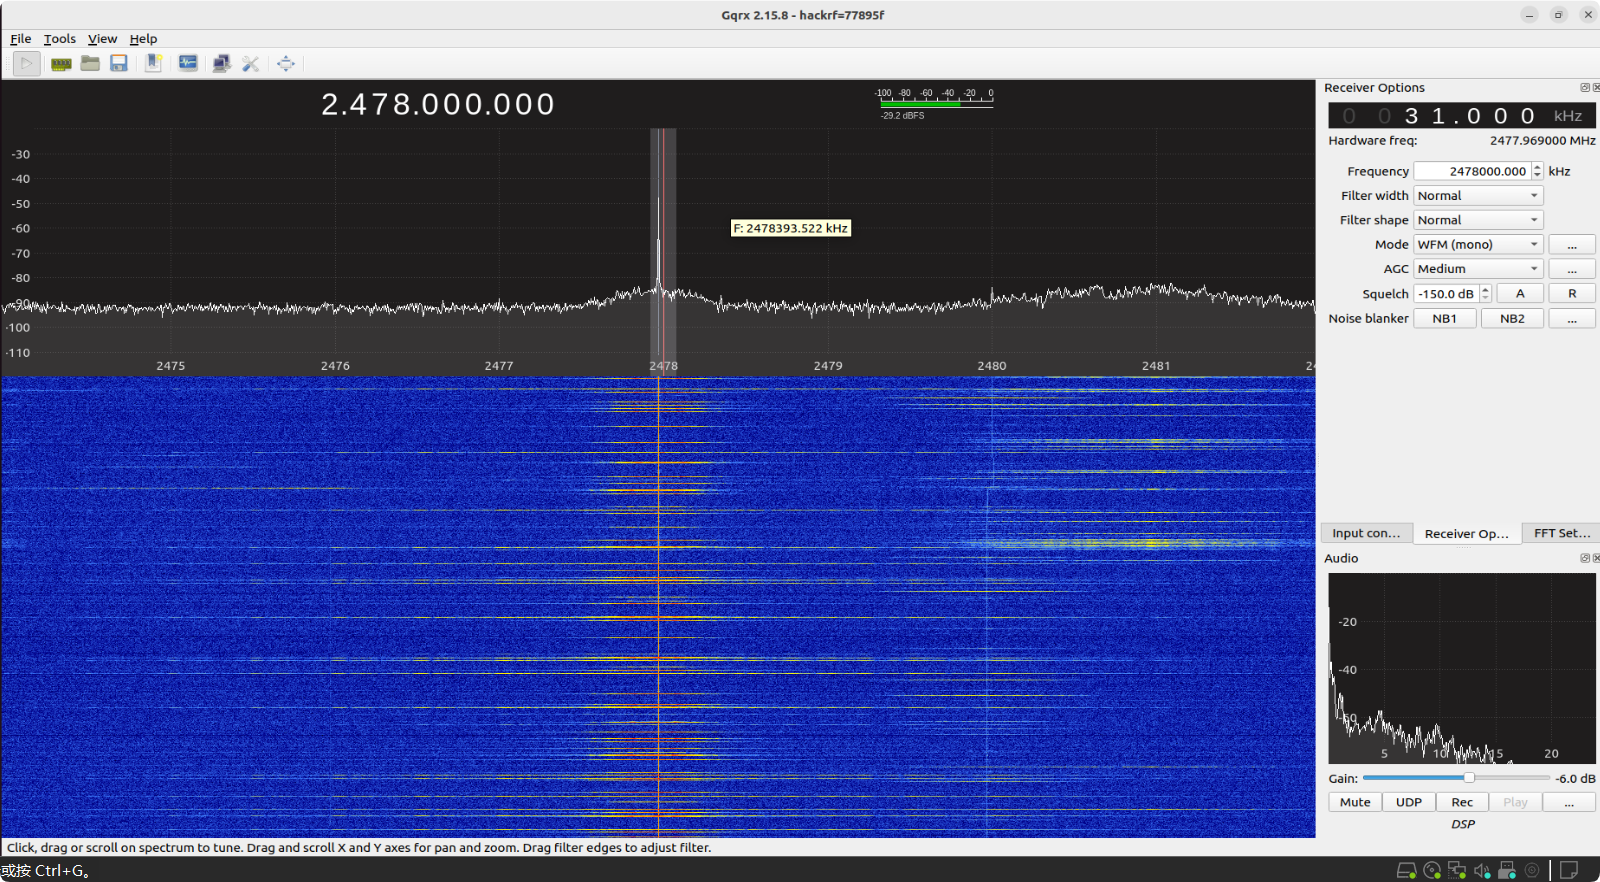 Gqrx 2.15.8 - hackrf=77895f
File Tools View Help
2.478.000.000
-100 -80 -60 -40 -20 0
-29.2 dBFS
-30
-40
-50
-60
-70
-80
-90
-100
-110
F: 2478393.522 kHz
2475 2476 2477 2478 2479 2480 2481 24
Receiver Options
0 0 3 1 . 0 0 0 kHz
Hardware freq: 2477.969000 MHz
Frequency 2478000.000 kHz
Filter width Normal
Filter shape Normal
Mode WFM (mono) ...
AGC Medium ...
Squelch -150.0 dB A R
Noise blanker NB1 NB2 ...
Input con... Receiver Op... FFT Set...
Audio
-20
-40
-60
5 10 15 20
Gain: -6.0 dB
Mute UDP Rec Play ...
DSP
Click, drag or scroll on spectrum to tune. Drag and scroll X and Y axes for pan and zoom. Drag filter edges to adjust filter.
或按 Ctrl+G。